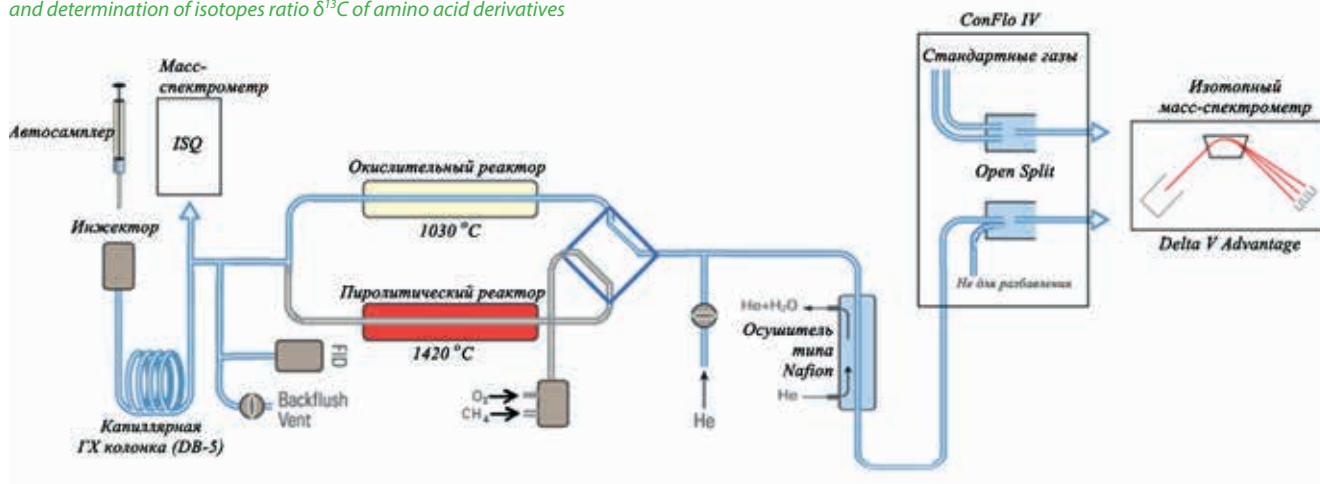 and determination of isotopes ratio δ¹³C of amino acid derivatives
ConFlo IV
Масс-
спектрометр
Стандартные газы
Изотопный
масс-спектрометр
Автосамплер
ISQ
Окислительный реактор
Open Split
Инжектор
1030 °C
Delta V Advantage
Пиролитический реактор
Не для разбавления
He+H₂O
Осушитель
типа
Nafion
1420 °C
FID
He
O₂
CH₄
Backflush
Vent
He
Капиллярная
ГХ колонка (DB-5)